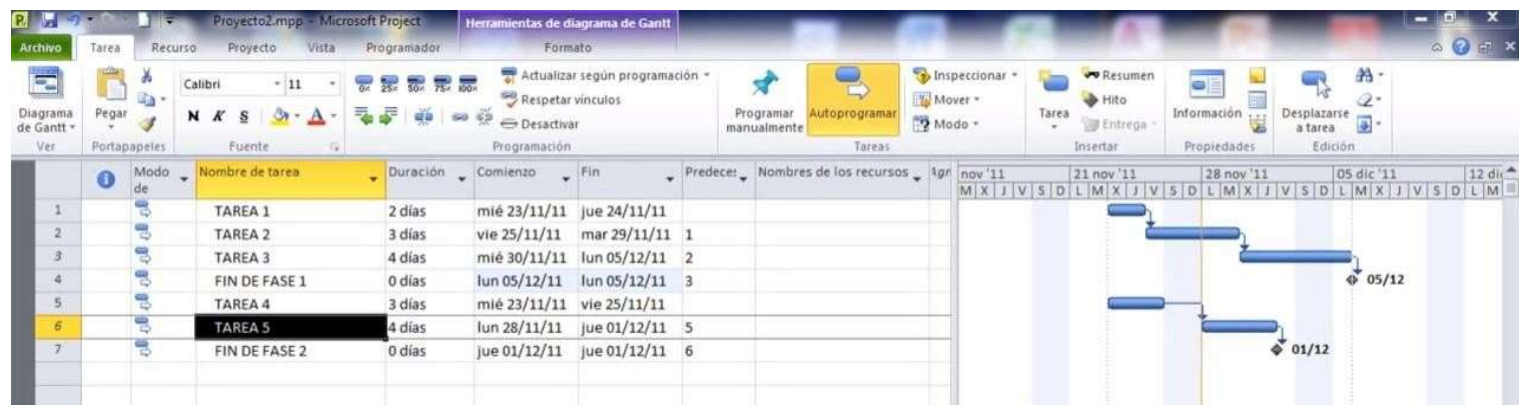 Proyecto2.mpp - Microsoft Project
Herramientas de diagrama de Gantt
Archivo Tarea Recurso Proyecto Vista Programador Formato
Diagrama de Gantt
Ver
Pegar
Portapapeles
Calibri 11
N K S A
Fuente
0% 25% 50% 75% 100%
Actualizar según programación
Respetar vínculos
Desactivar
Programación
Programar manualmente
Autoprogramar
Inspeccionar
Mover
Modo
Tareas
Tarea
Resumen
Hito
Entrega
Insertar
Información
Propiedades
Desplazarse a tarea
Edición
Modo de Nombre de tarea Duración Comienzo Fin Predeces Nombres de los recursos Agr
nov '11 21 nov '11 28 nov '11 05 dic '11 12 di
M X J V S D L M X J V S D L M X J V S D L M X J V S D L M
1 TAREA 1 2 días mié 23/11/11 jue 24/11/11
2 TAREA 2 3 días vie 25/11/11 mar 29/11/11 1
3 TAREA 3 4 días mié 30/11/11 lun 05/12/11 2
4 FIN DE FASE 1 0 días lun 05/12/11 lun 05/12/11 3 05/12
5 TAREA 4 3 días mié 23/11/11 vie 25/11/11
6 TAREA 5 4 días lun 28/11/11 jue 01/12/11 5
7 FIN DE FASE 2 0 días jue 01/12/11 jue 01/12/11 6 01/12